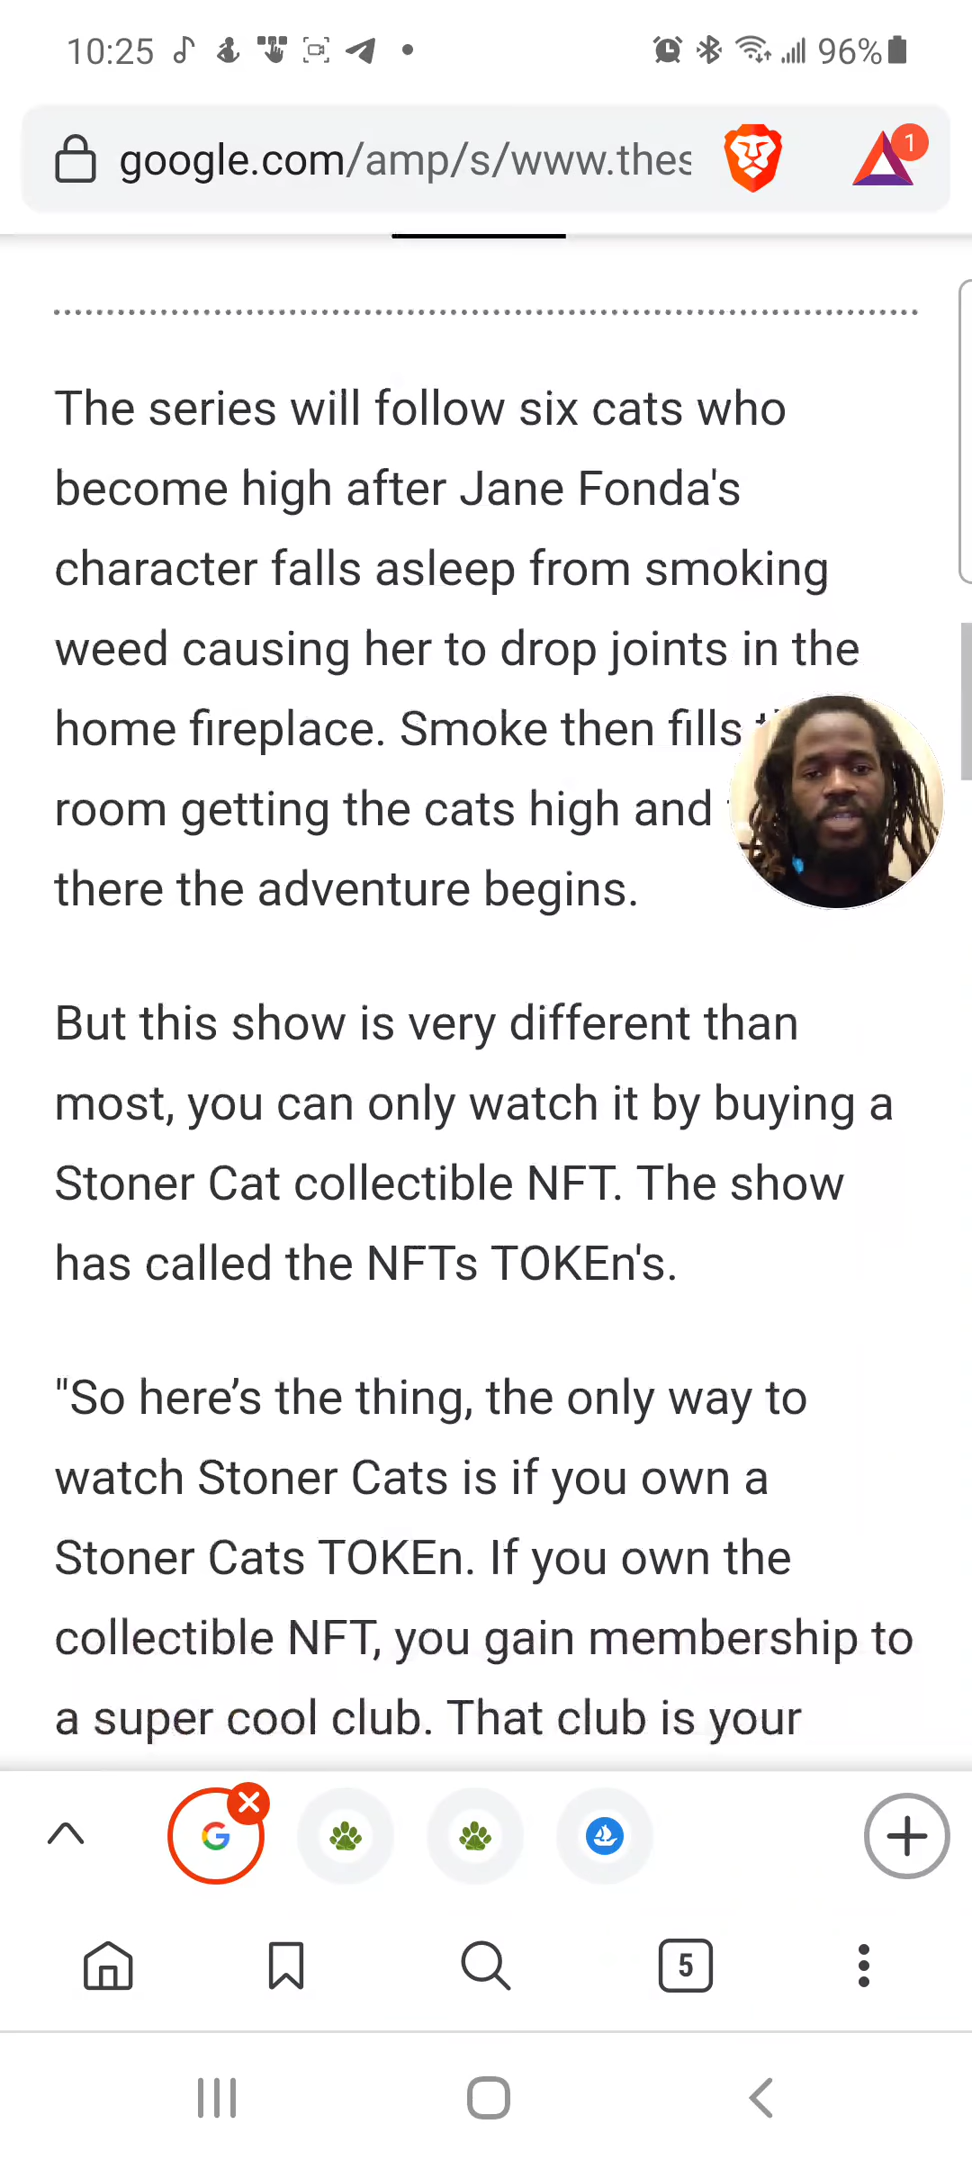 10:25
96%
google.com/amp/s/www.thes
1
The series will follow six cats who
become high after Jane Fonda's
character falls asleep from smoking
weed causing her to drop joints in the
home fireplace. Smoke then fills
room getting the cats high and
there the adventure begins.
But this show is very different than
most, you can only watch it by buying a
Stoner Cat collectible NFT. The show
has called the NFTs TOKEn's.
"So here’s the thing, the only way to
watch Stoner Cats is if you own a
Stoner Cats TOKEn. If you own the
collectible NFT, you gain membership to
a super cool club. That club is your
5